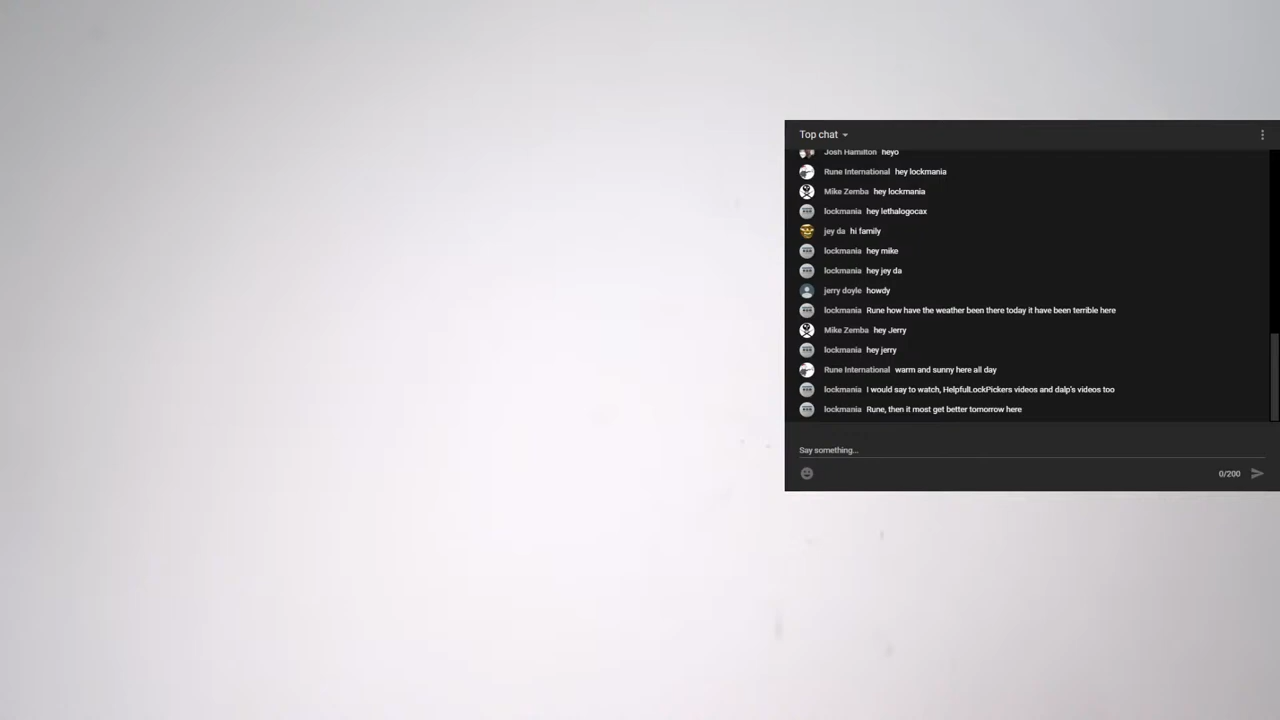 Top chat
Josh Hamilton heyo
Rune International hey lockmania
Mike Zemba hey lockmania
lockmania hey lethalogocax
jey da hi family
lockmania hey mike
lockmania hey jey da
jerry doyle howdy
lockmania Rune how have the weather been there today it have been terrible here
Mike Zemba hey Jerry
lockmania hey jerry
Rune International warm and sunny here all day
lockmania I would say to watch, HelpfulLockPickers videos and dalp's videos too
lockmania Rune, then it most get better tomorrow here
Say something...
0/200